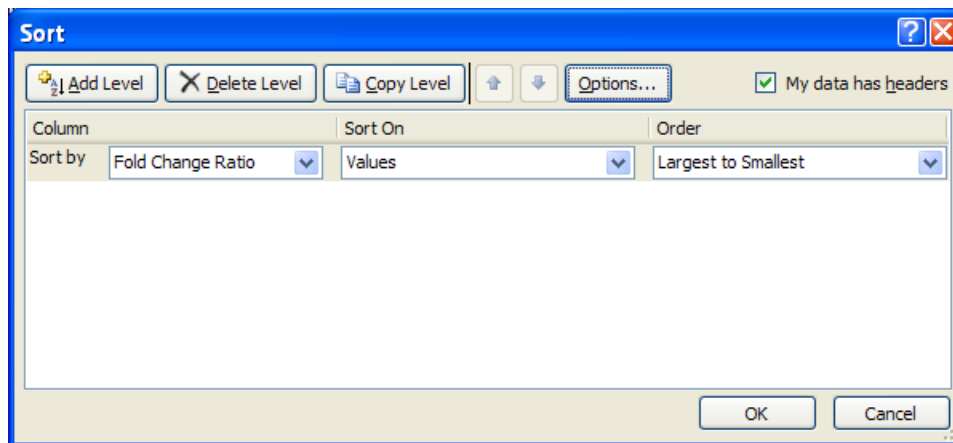 Sort
Add Level Delete Level Copy Level Options... My data has headers
Column Sort On Order
Sort by Fold Change Ratio Values Largest to Smallest
OK Cancel